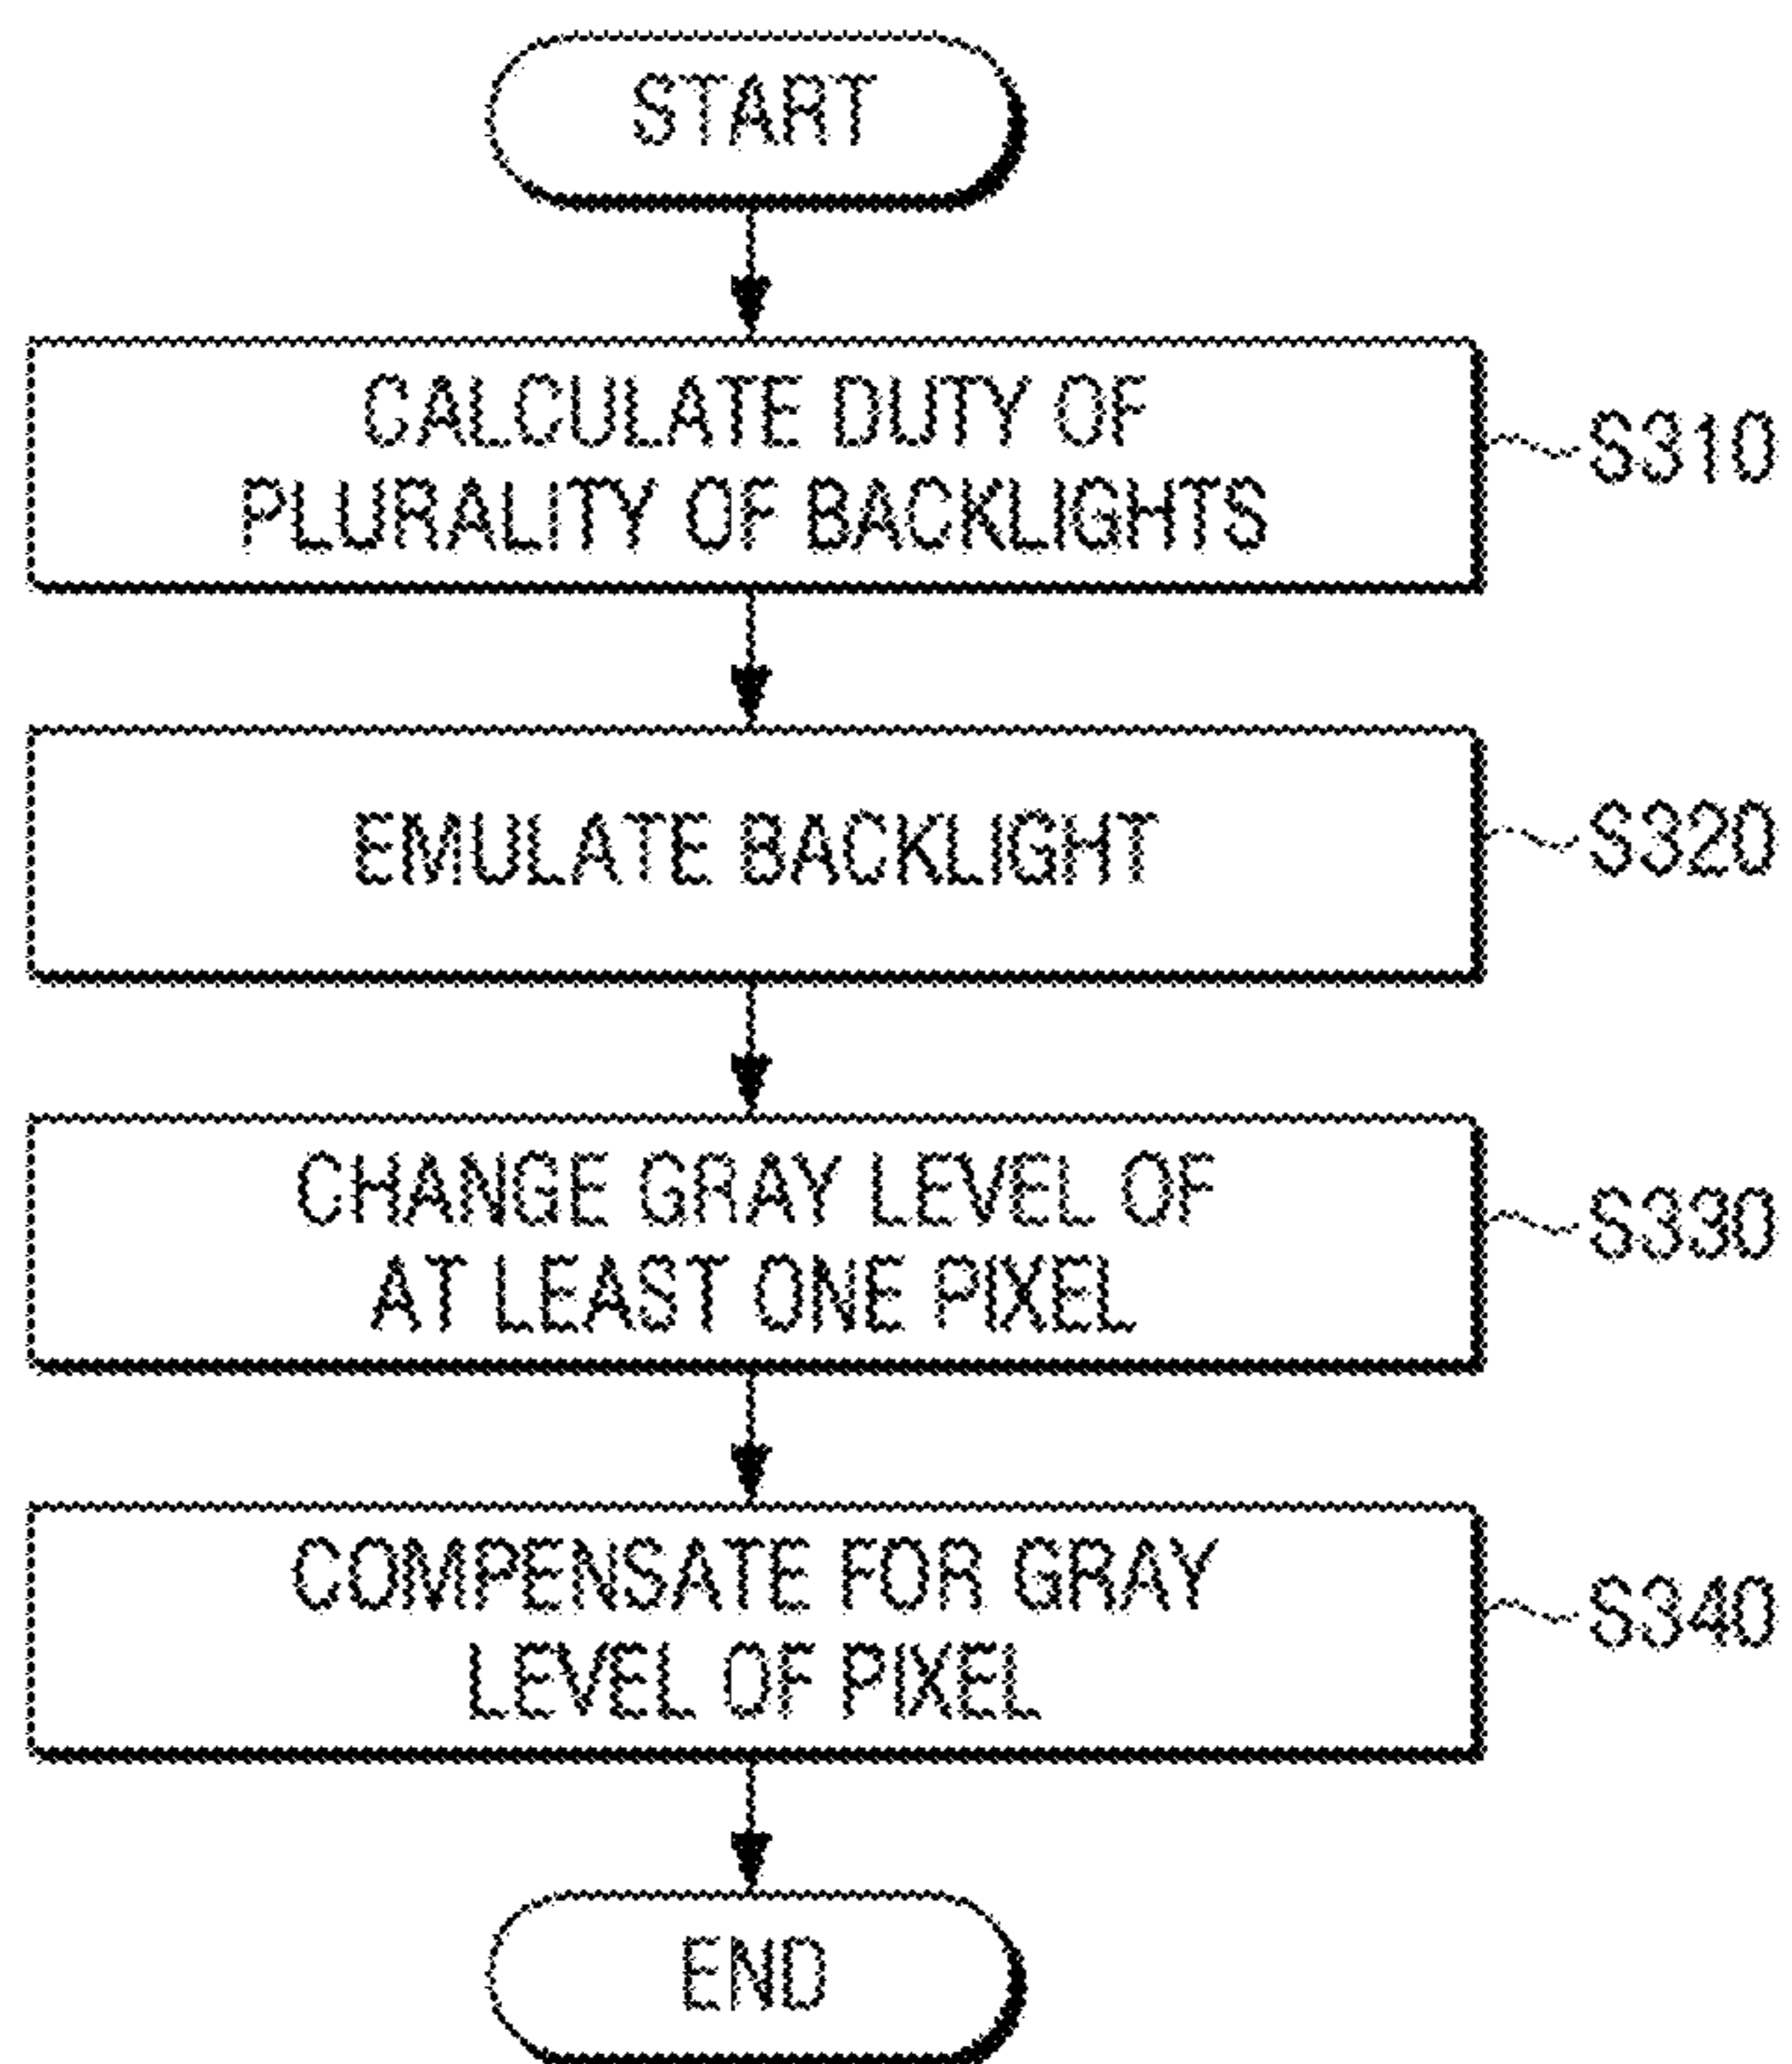 START
CALCULATE DUTY OF
PLURALITY OF BACKLIGHTS
S310
EMULATE BACKLIGHT
S320
CHANGE GRAY LEVEL OF
AT LEAST ONE PIXEL
S330
COMPENSATE FOR GRAY
LEVEL OF PIXEL
S340
END